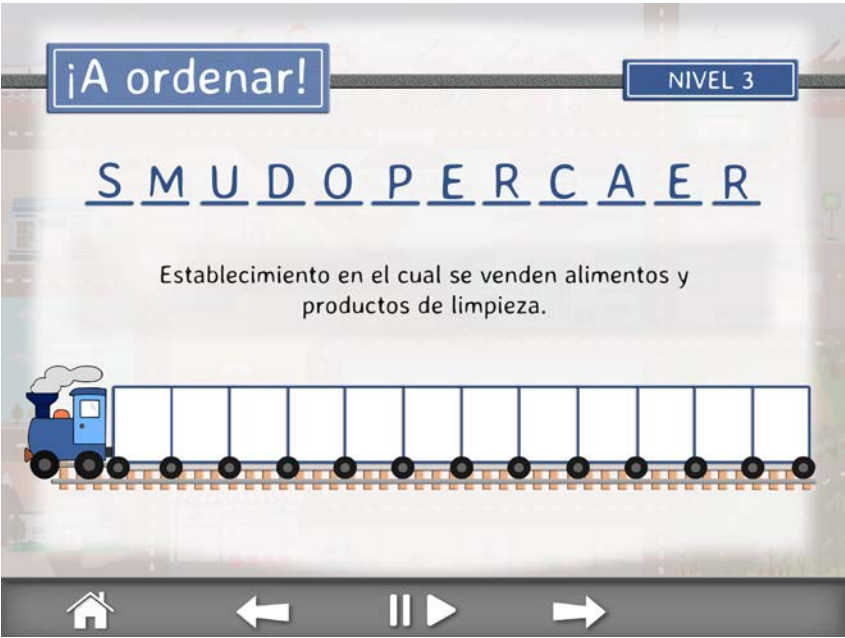 ¡A ordenar!
NIVEL 3
S M U D O P E R C A E R
Establecimiento en el cual se venden alimentos y
productos de limpieza.